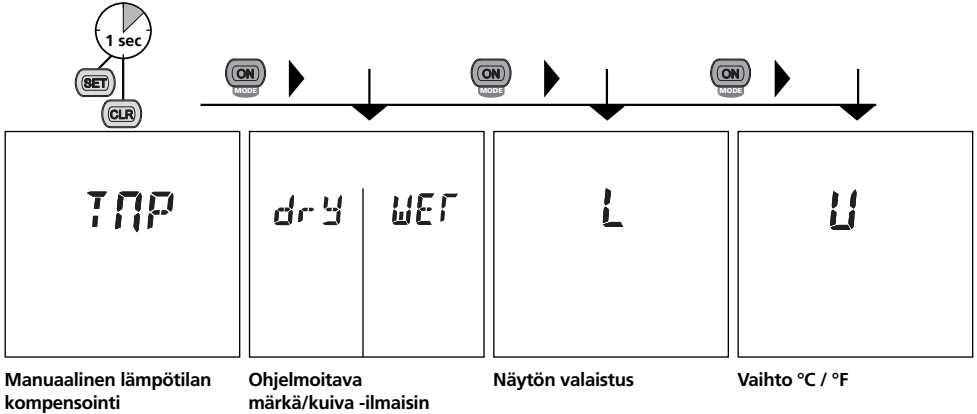 1 sec
SET
CLR
ON
MODE
ON
MODE
ON
MODE
TMP
dry
WET
L
U
Manuaalinen lämpötilan
kompensointi
Ohjelmoitava
märkä/kuiva -ilmaisin
Näytön valaistus
Vaihto °C / °F